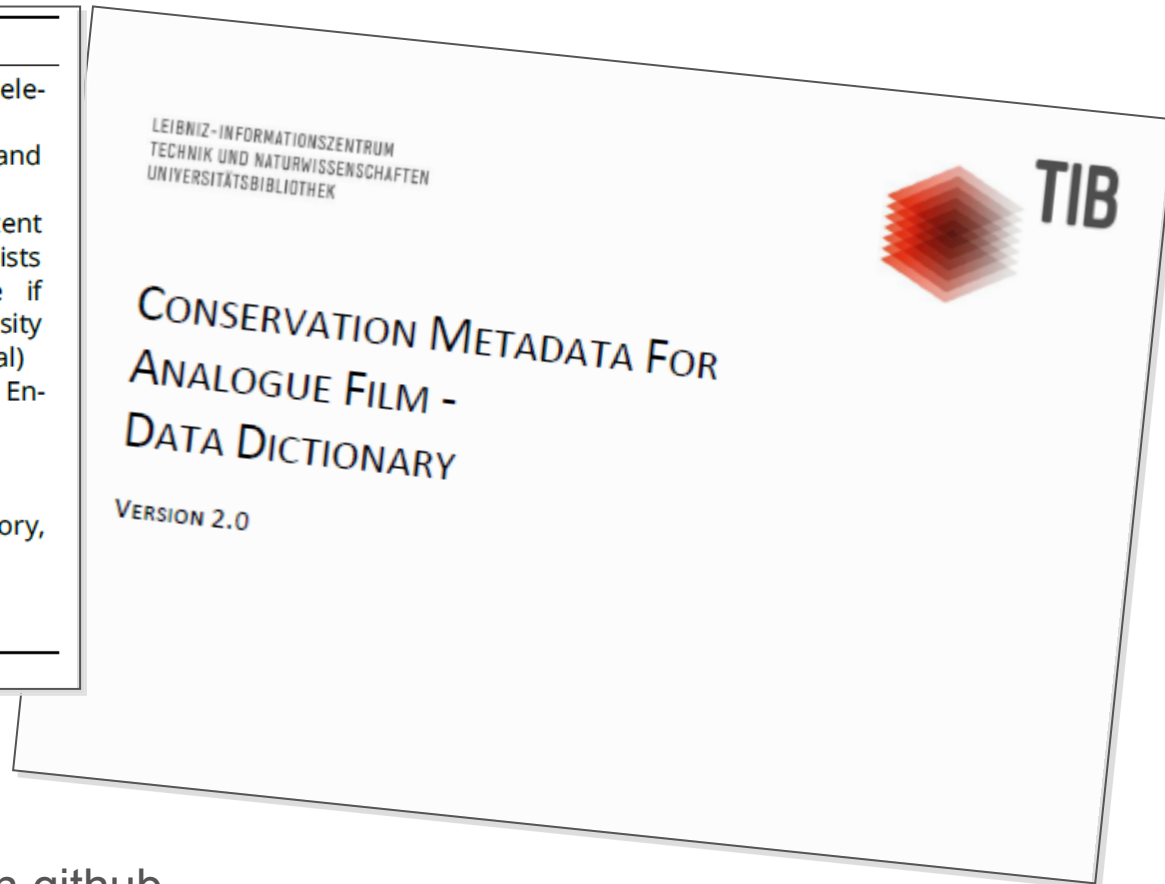 ele-
and
ent
ists
if
sity
al)
En-
ory,
LEIBNIZ-INFORMATIONSZENTRUM
TECHNIK UND NATURWISSENSCHAFTEN
UNIVERSITÄTSBIBLIOTHEK
TIB
CONSERVATION METADATA FOR
ANALOGUE FILM -
DATA DICTIONARY
VERSION 2.0
github